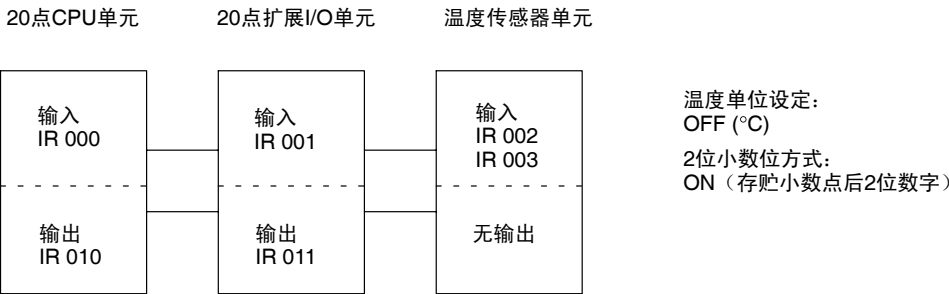 20点CPU单元
20点扩展I/O单元
温度传感器单元
输入
IR 000
输出
IR 010
输入
IR 001
输出
IR 011
输入
IR 002
IR 003
无输出
温度单位设定：
OFF (°C)
2位小数位方式：
ON（存贮小数点后2位数字）